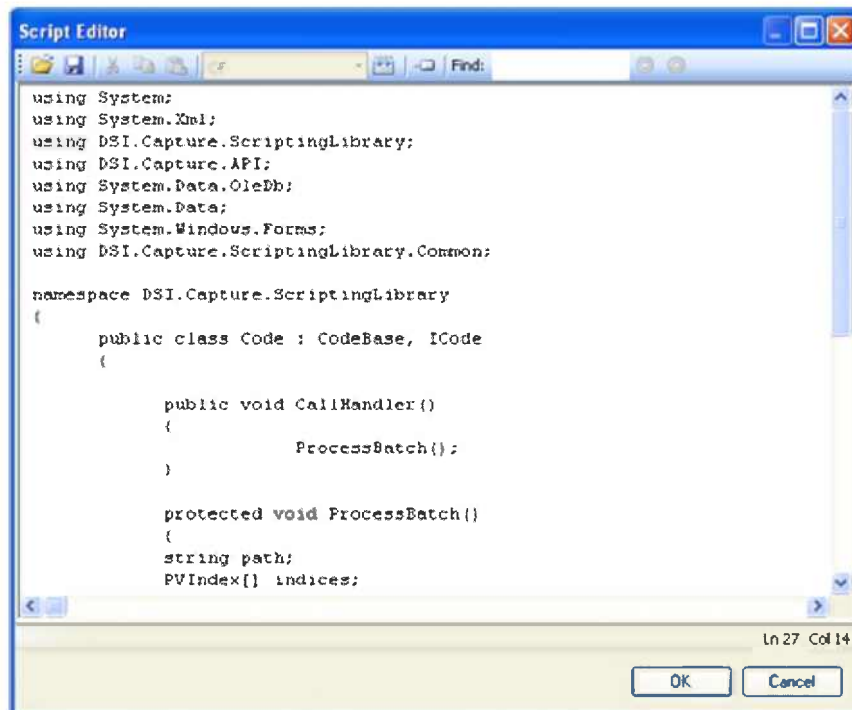 Script Editor
Find:
using System;
using System.Xml;
using DSI.Capture.ScriptingLibrary;
using DSI.Capture.API;
using System.Data.OleDb;
using System.Data;
using System.Windows.Forms;
using DSI.Capture.ScriptingLibrary.Common;
namespace DSI.Capture.ScriptingLibrary
{
public class Code : CodeBase, ICode
{
public void CallHandler()
{
ProcessBatch();
}
protected void ProcessBatch()
{
string path;
PVIndex[] indices;
Ln 27 Col 14
OK
Cancel